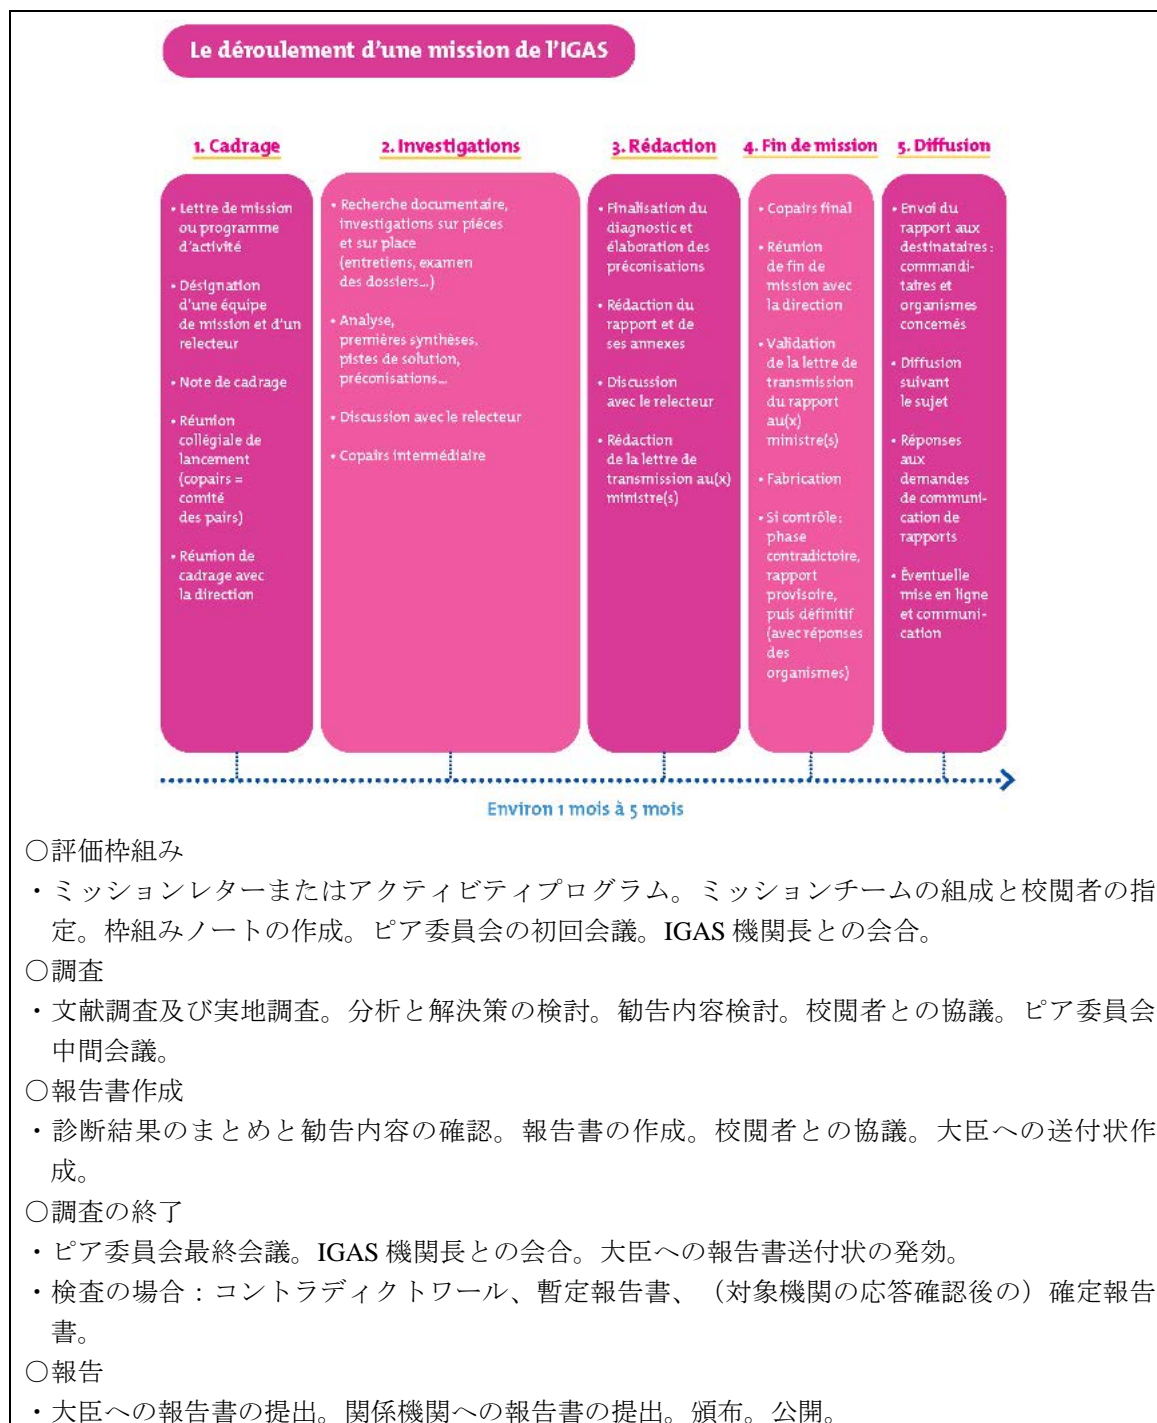 Le déroulement d'une mission de l'IGAS
1. Cadrage
• Lettre de mission
ou programme
d'activité
• Désignation
d'une équipe
de mission et d'un
relecteur
• Note de cadrage
• Réunion
collégiale de
lancement
(copairs =
comité
des pairs)
• Réunion de
cadrage avec
la direction
2. Investigations
• Recherche documentaire,
investigations sur pièces
et sur place
(entretiens, examen
des dossiers...)
• Analyse,
premières synthèses,
pistes de solution,
préconisations...
• Discussion avec le relecteur
• Copairs intermédiaire
3. Rédaction
• Finalisation du
diagnostic et
élaboration des
préconisations
• Rédaction du
rapport et de
ses annexes
• Discussion
avec le relecteur
• Rédaction
de la lettre de
transmission au(x)
ministre(s)
4. Fin de mission
• Copairs final
• Réunion
de fin de
mission avec
la direction
• Validation
de la lettre de
transmission
du rapport
au(x)
ministre(s)
• Fabrication
• Si contrôle :
phase
contradictoire,
rapport
provisoire,
puis définitif
(avec réponses
des
organismes)
5. Diffusion
• Envoi du
rapport aux
destinataires :
commandi-
taires et
organismes
concernés
• Diffusion
suivant
le sujet
• Réponses
aux
demandes
de communi-
cation de
rapports
• Éventuelle
mise en ligne
et communi-
cation
Environ 1 mois à 5 mois
○評価枠組み
・ミッションレターまたはアクティビティプログラム。ミッションチームの組成と校閲者の指
定。枠組みノートの作成。ピア委員会の初回会議。IGAS 機関長との会合。
○調査
・文献調査及び実地調査。分析と解決策の検討。勧告内容検討。校閲者との協議。ピア委員会
中間会議。
○報告書作成
・診断結果のまとめと勧告内容の確認。報告書の作成。校閲者との協議。大臣への送付状作
成。
○調査の終了
・ピア委員会最終会議。IGAS 機関長との会合。大臣への報告書送付状の発効。
・検査の場合：コントラディクトワール、暫定報告書、（対象機関の応答確認後の）確定報告
書。
○報告
・大臣への報告書の提出。関係機関への報告書の提出。頒布。公開。